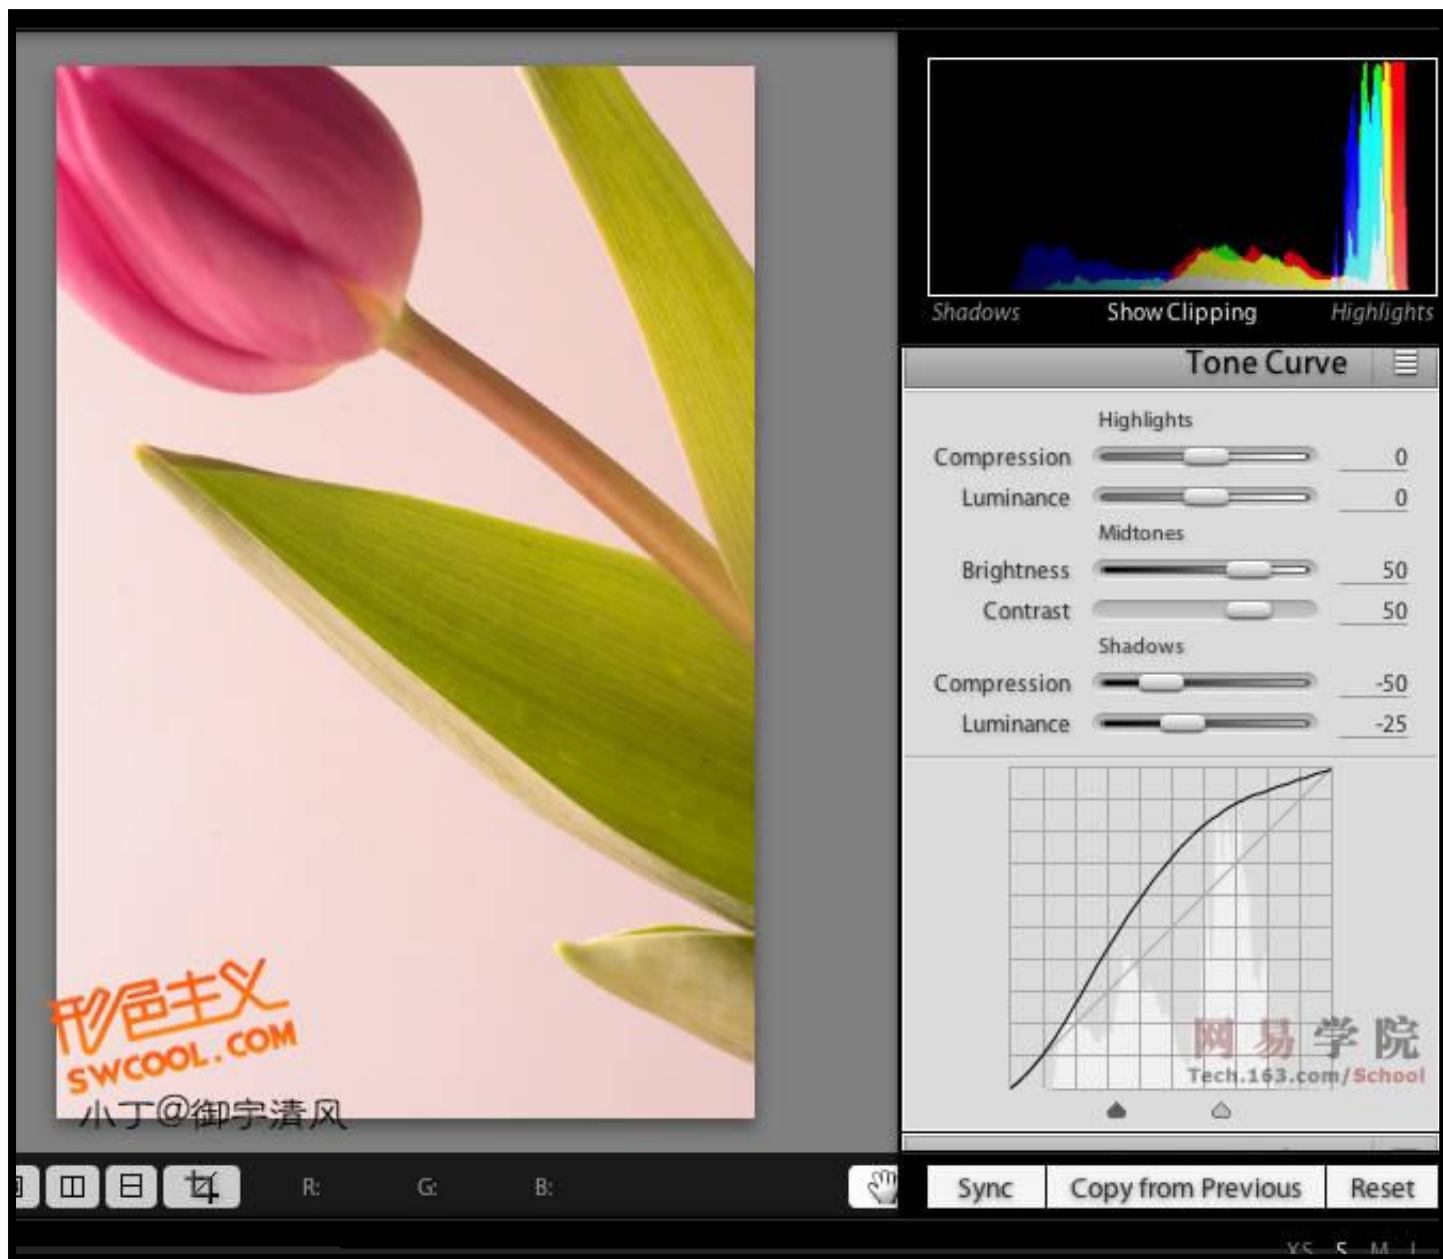 Shadows Show Clipping Highlights
Tone Curve
Highlights
Compression 0
Luminance 0
Midtones
Brightness 50
Contrast 50
Shadows
Compression -50
Luminance -25
形色主义
SWCOOL.COM
小丁@御宇清风
网易学院
Tech.163.com/School
R: G: B:
Sync Copy from Previous Reset
XS S M L